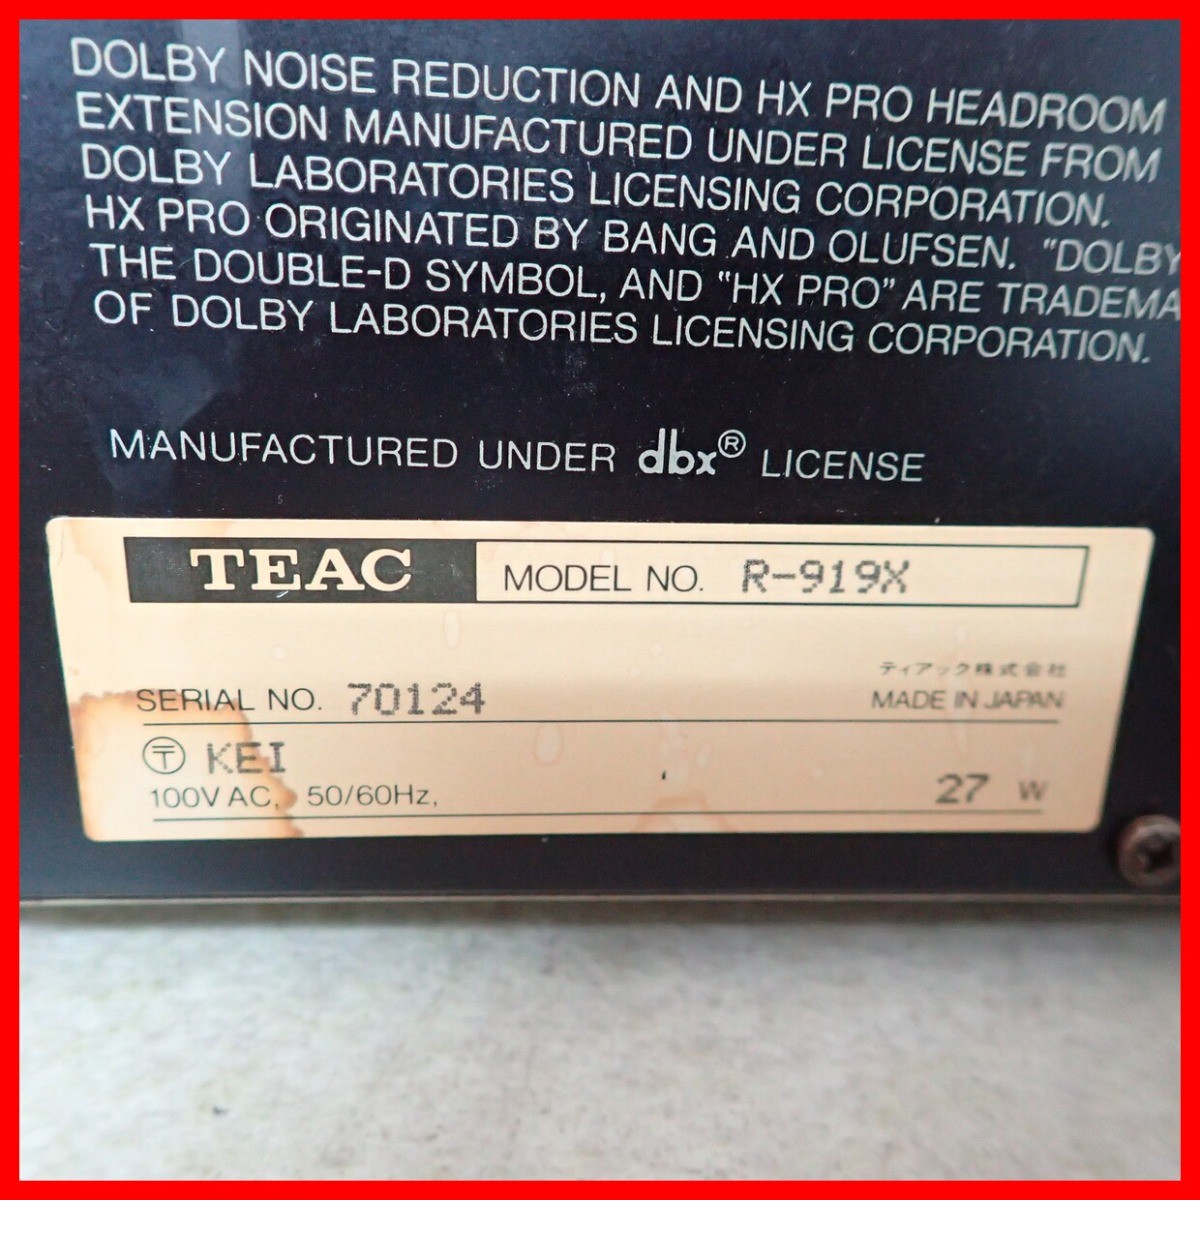 DOLBY NOISE REDUCTION AND HX PRO HEADROOM
EXTENSION MANUFACTURED UNDER LICENSE FROM
DOLBY LABORATORIES LICENSING CORPORATION.
HX PRO ORIGINATED BY BANG AND OLUFSEN. "DOLBY
THE DOUBLE-D SYMBOL, AND "HX PRO" ARE TRADEMA
OF DOLBY LABORATORIES LICENSING CORPORATION.
MANUFACTURED UNDER dbx® LICENSE
TEAC MODEL NO. R-919X
ティアック株式会社
SERIAL NO. 70124 MADE IN JAPAN
〶 KEI
100V AC, 50/60Hz, 27 W